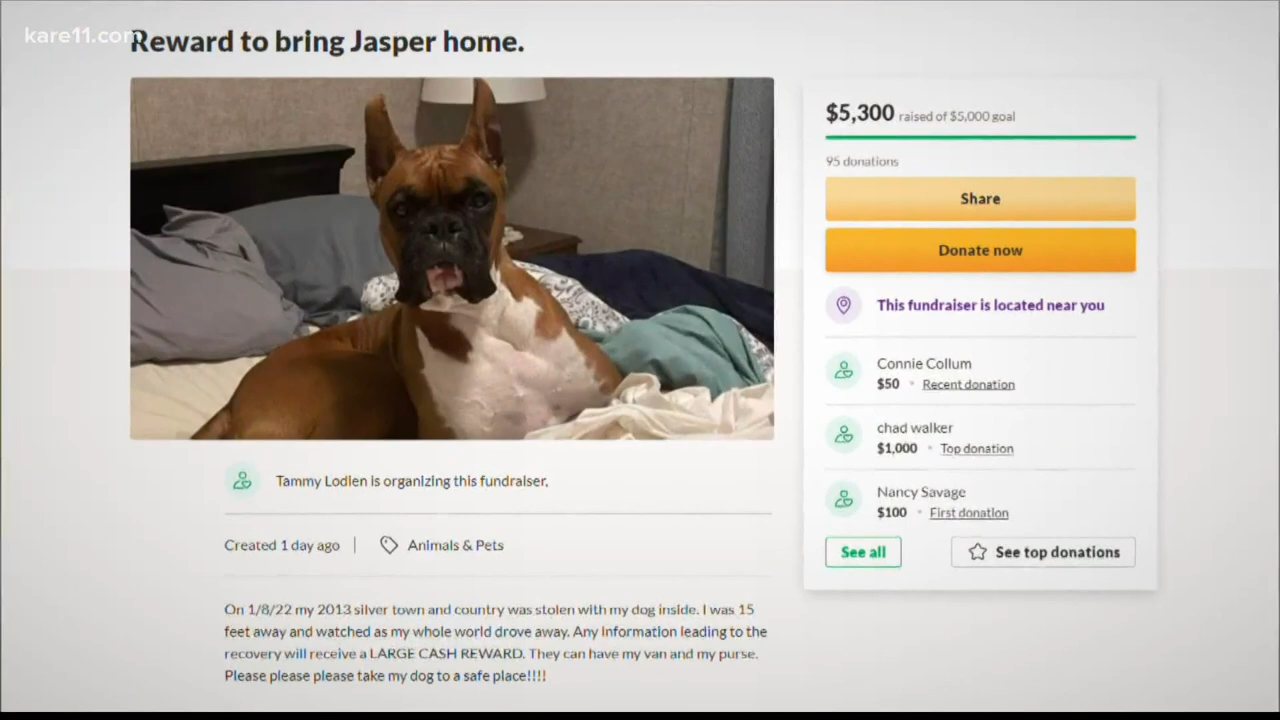 kare11.com
Reward to bring Jasper home.
$5,300 raised of $5,000 goal
95 donations
Share
Donate now
This fundraiser is located near you
Connie Collum
$50 • Recent donation
chad walker
$1,000 • Top donation
Nancy Savage
$100 • First donation
See all
See top donations
Tammy Lodien is organizing this fundraiser.
Created 1 day ago | Animals & Pets
On 1/8/22 my 2013 silver town and country was stolen with my dog inside. I was 15
feet away and watched as my whole world drove away. Any information leading to the
recovery will receive a LARGE CASH REWARD. They can have my van and my purse.
Please please please take my dog to a safe place!!!!